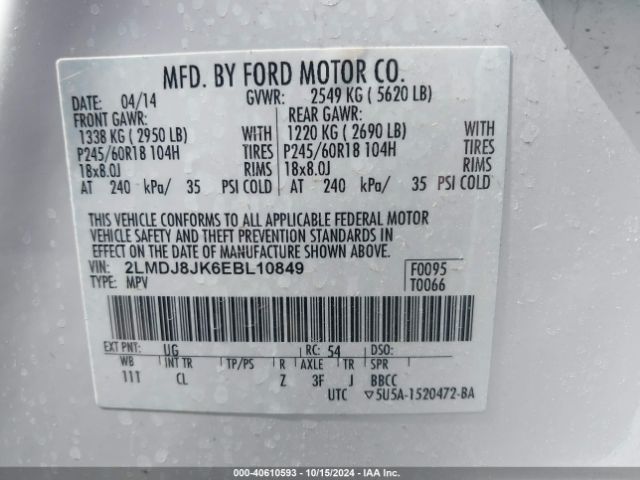 MFD. BY FORD MOTOR CO.
DATE: 04/14 GVWR: 2549 KG ( 5620 LB)
FRONT GAWR: REAR GAWR:
1338 KG ( 2950 LB) WITH 1220 KG ( 2690 LB) WITH
P245/60R18 104H TIRES P245/60R18 104H TIRES
18x8.0J RIMS 18x8.0J RIMS
AT 240 kPa/ 35 PSI COLD AT 240 kPa/ 35 PSI COLD
THIS VEHICLE CONFORMS TO ALL APPLICABLE FEDERAL MOTOR
VEHICLE SAFETY AND THEFT PREVENTION STANDARDS IN
EFFECT ON THE DATE OF MANUFACTURE SHOWN ABOVE.
VIN: 2LMDJ8JK6EBL10849 F0095
TYPE: MPV T0066
EXT PNT: UG RC: 54 DSO:
WB INT TR TP/PS R AXLE TR SPR
11T CL Z 3F J BBCC
UTC ▽5U5A-1520472-BA
000-40610593 - 10/15/2024 - IAA Inc.